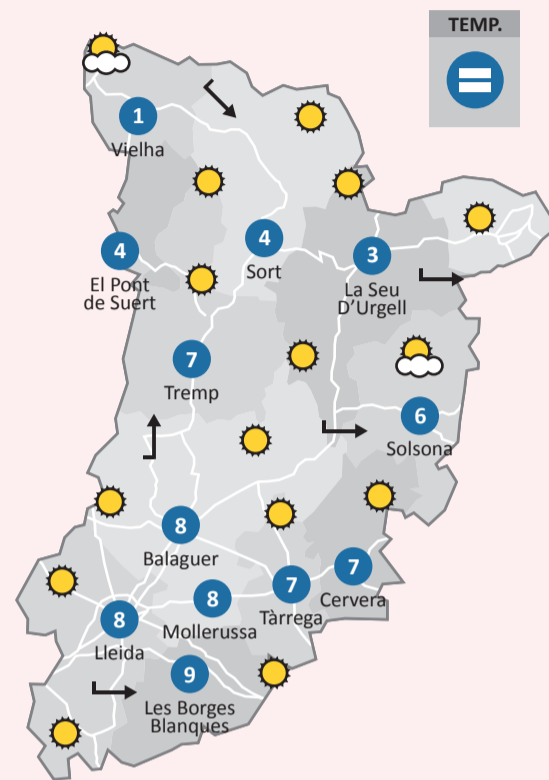 TEMP.
1
Vielha
4
El Pont
de Suert
4
Sort
3
La Seu
D'Urgell
7
Tremp
6
Solsona
8
Balaguer
7
Cervera
7
Tàrrega
8
Mollerussa
8
Lleida
9
Les Borges
Blanques